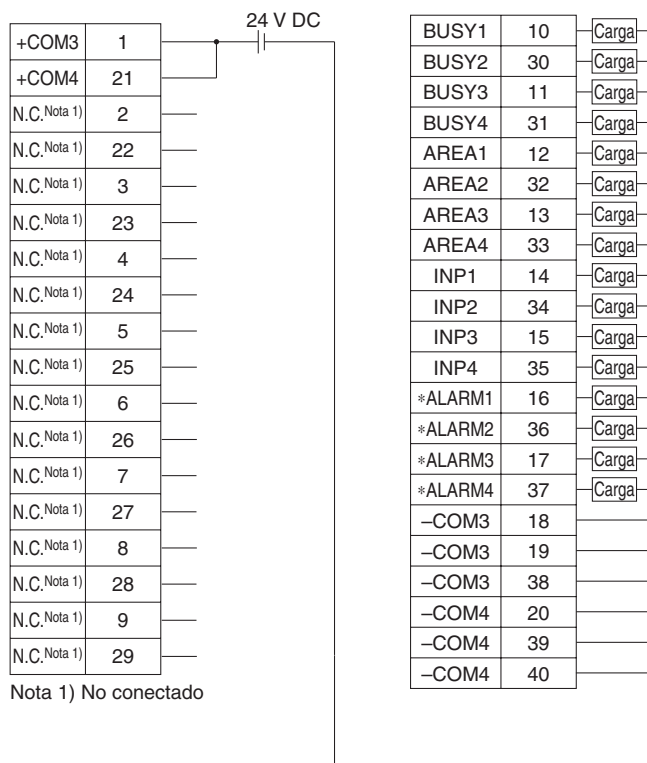 24 V DC
+COM3 1
+COM4 21
N.C.Nota 1) 2
N.C.Nota 1) 22
N.C.Nota 1) 3
N.C.Nota 1) 23
N.C.Nota 1) 4
N.C.Nota 1) 24
N.C.Nota 1) 5
N.C.Nota 1) 25
N.C.Nota 1) 6
N.C.Nota 1) 26
N.C.Nota 1) 7
N.C.Nota 1) 27
N.C.Nota 1) 8
N.C.Nota 1) 28
N.C.Nota 1) 9
N.C.Nota 1) 29
Nota 1) No conectado
BUSY1 10 Carga
BUSY2 30 Carga
BUSY3 11 Carga
BUSY4 31 Carga
AREA1 12 Carga
AREA2 32 Carga
AREA3 13 Carga
AREA4 33 Carga
INP1 14 Carga
INP2 34 Carga
INP3 15 Carga
INP4 35 Carga
*ALARM1 16 Carga
*ALARM2 36 Carga
*ALARM3 17 Carga
*ALARM4 37 Carga
–COM3 18
–COM3 19
–COM3 38
–COM4 20
–COM4 39
–COM4 40